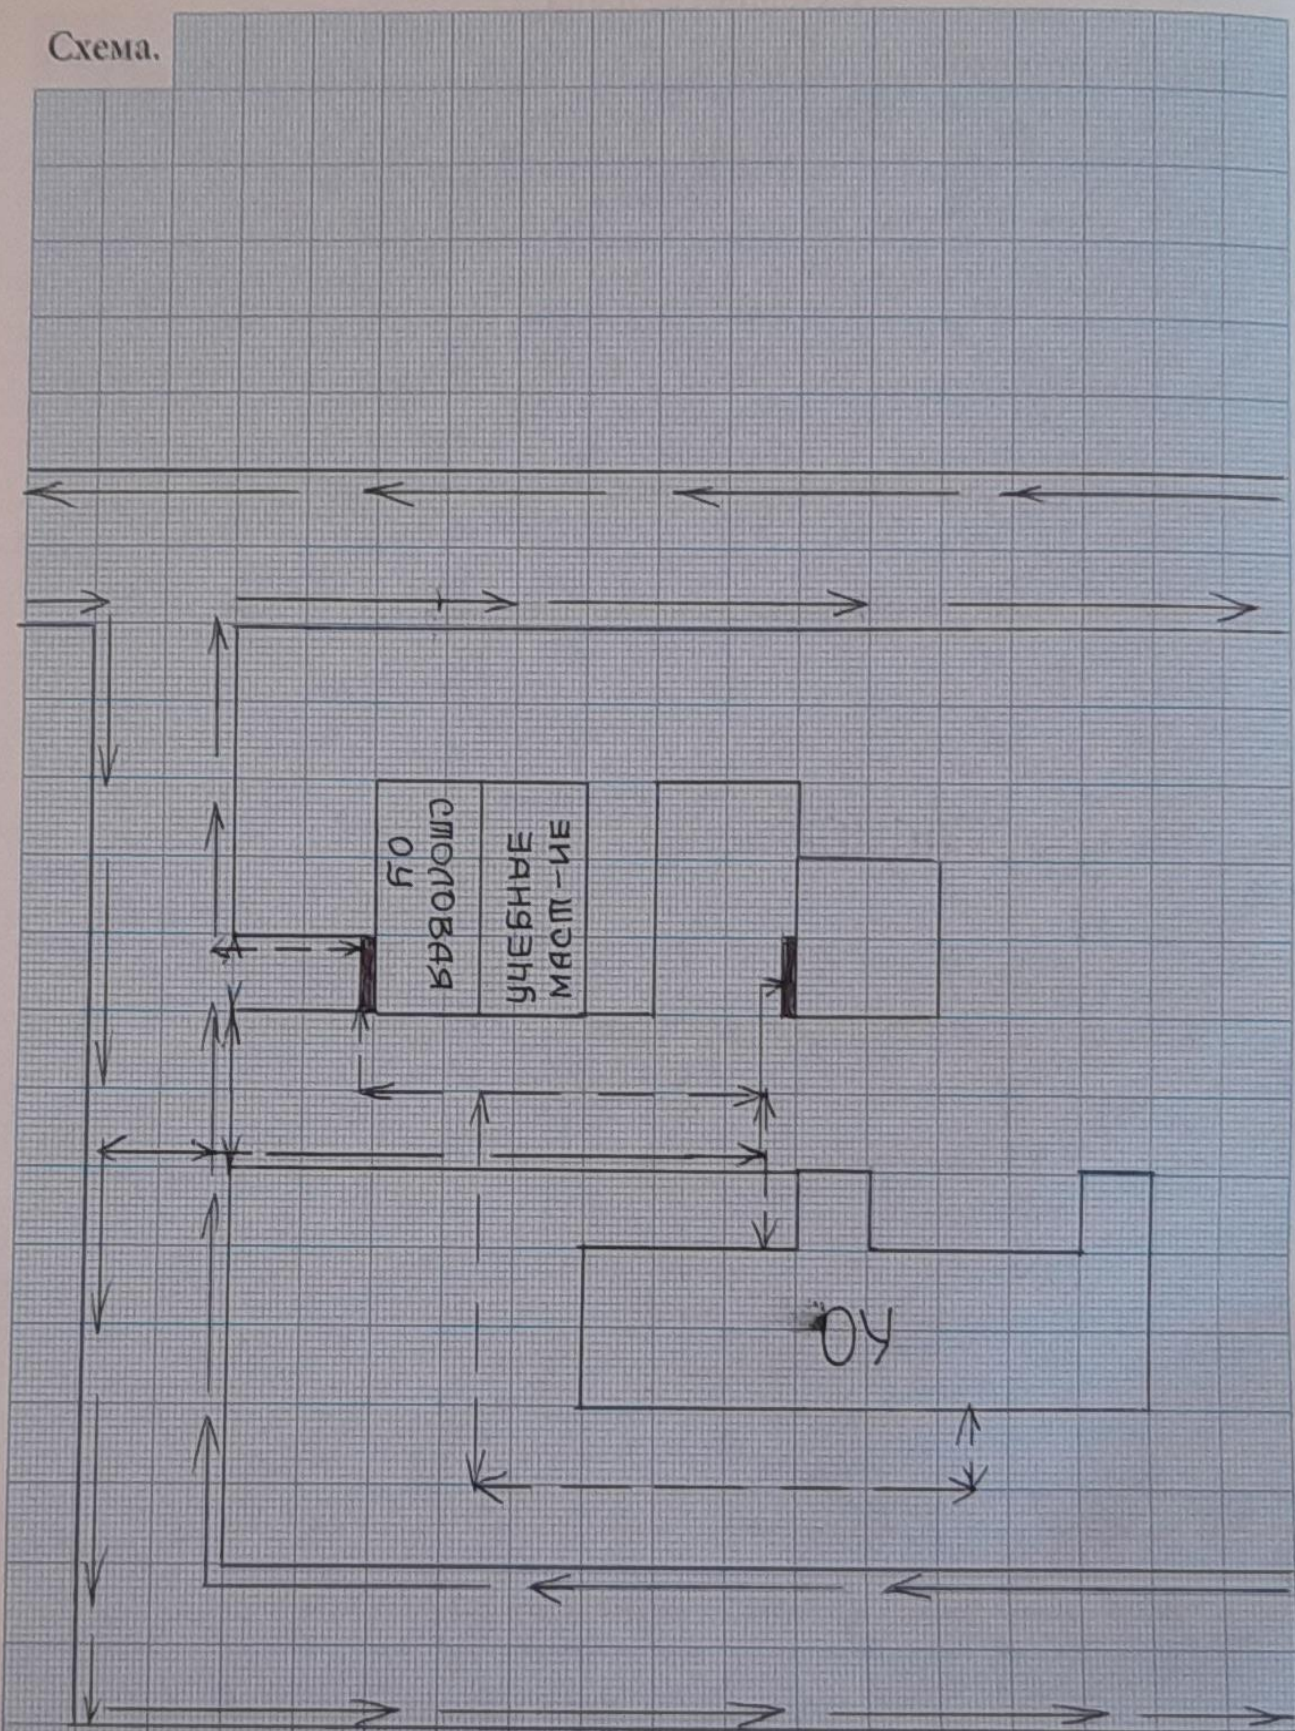 Схема.
столовая
ОУ
учебные
маст-ие
ОУ